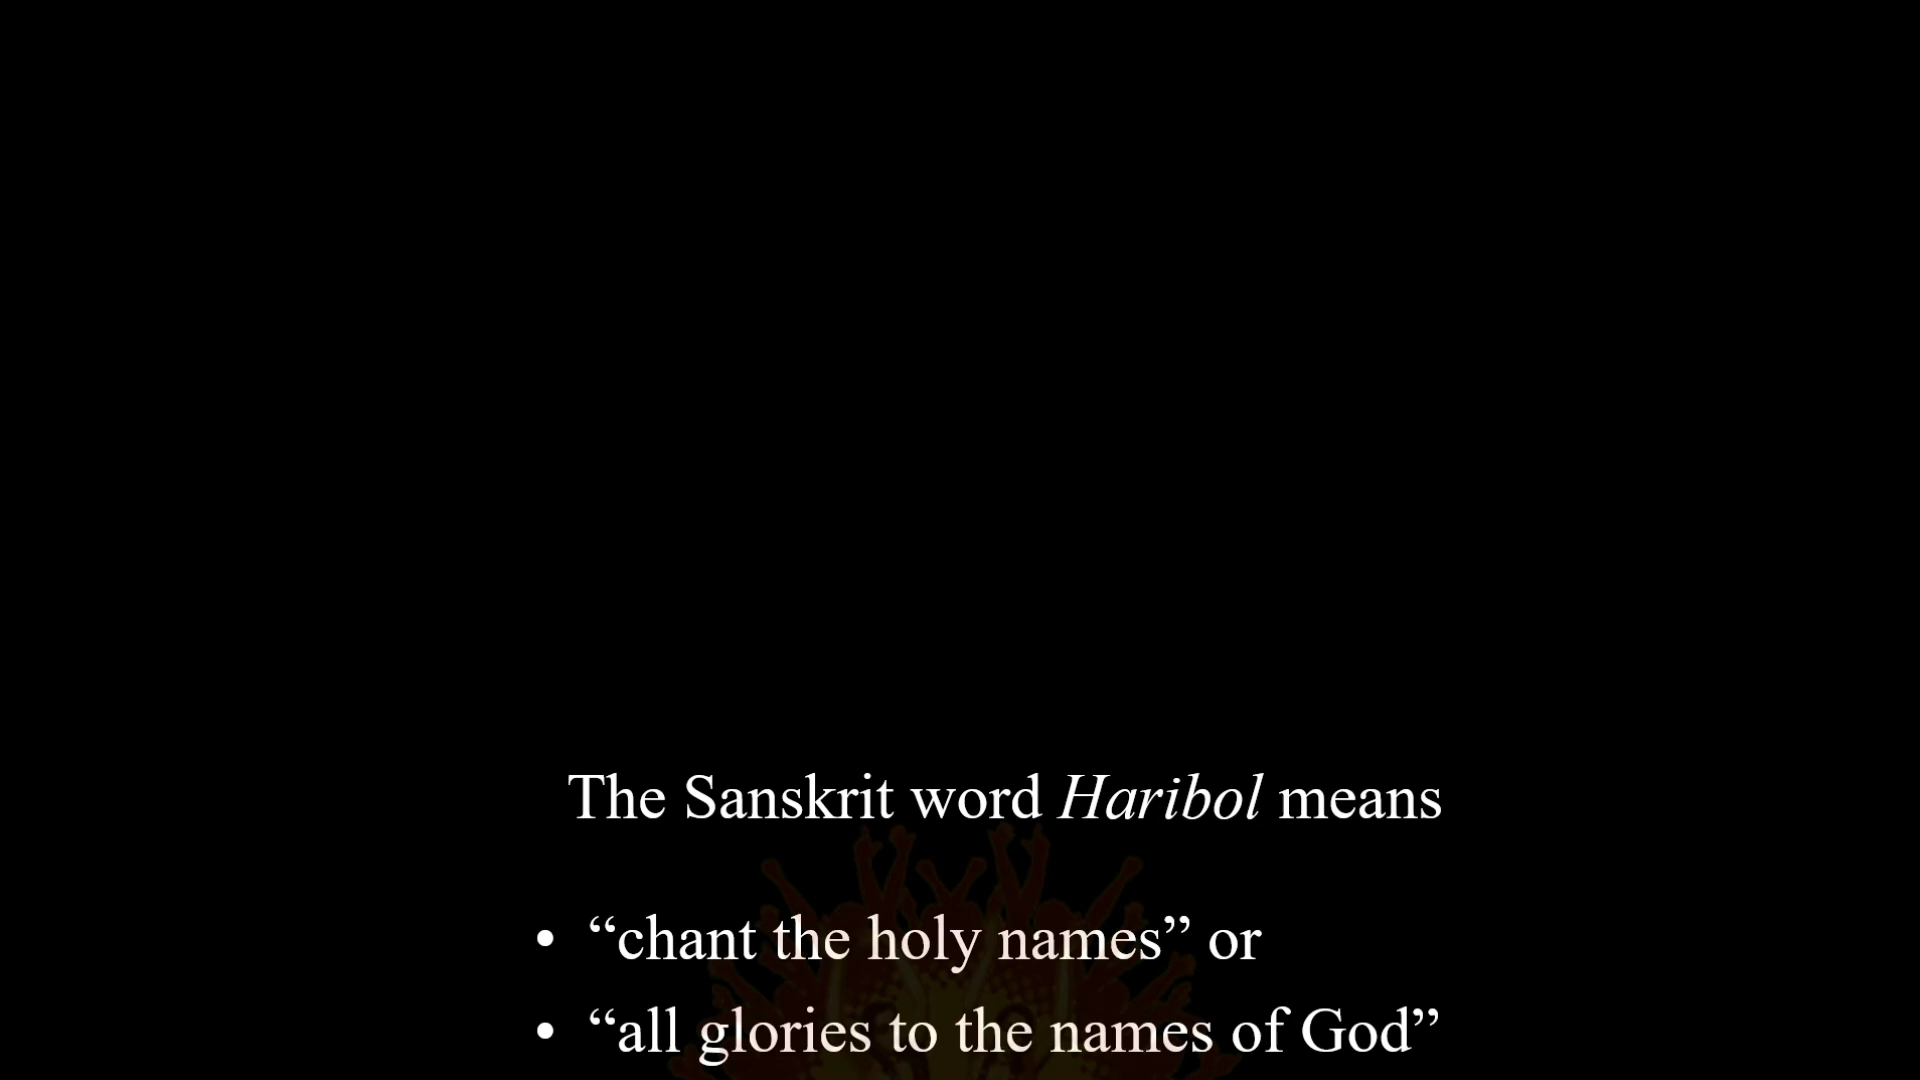 The Sanskrit word Haribol means
• “chant the holy names” or
• “all glories to the names of God”